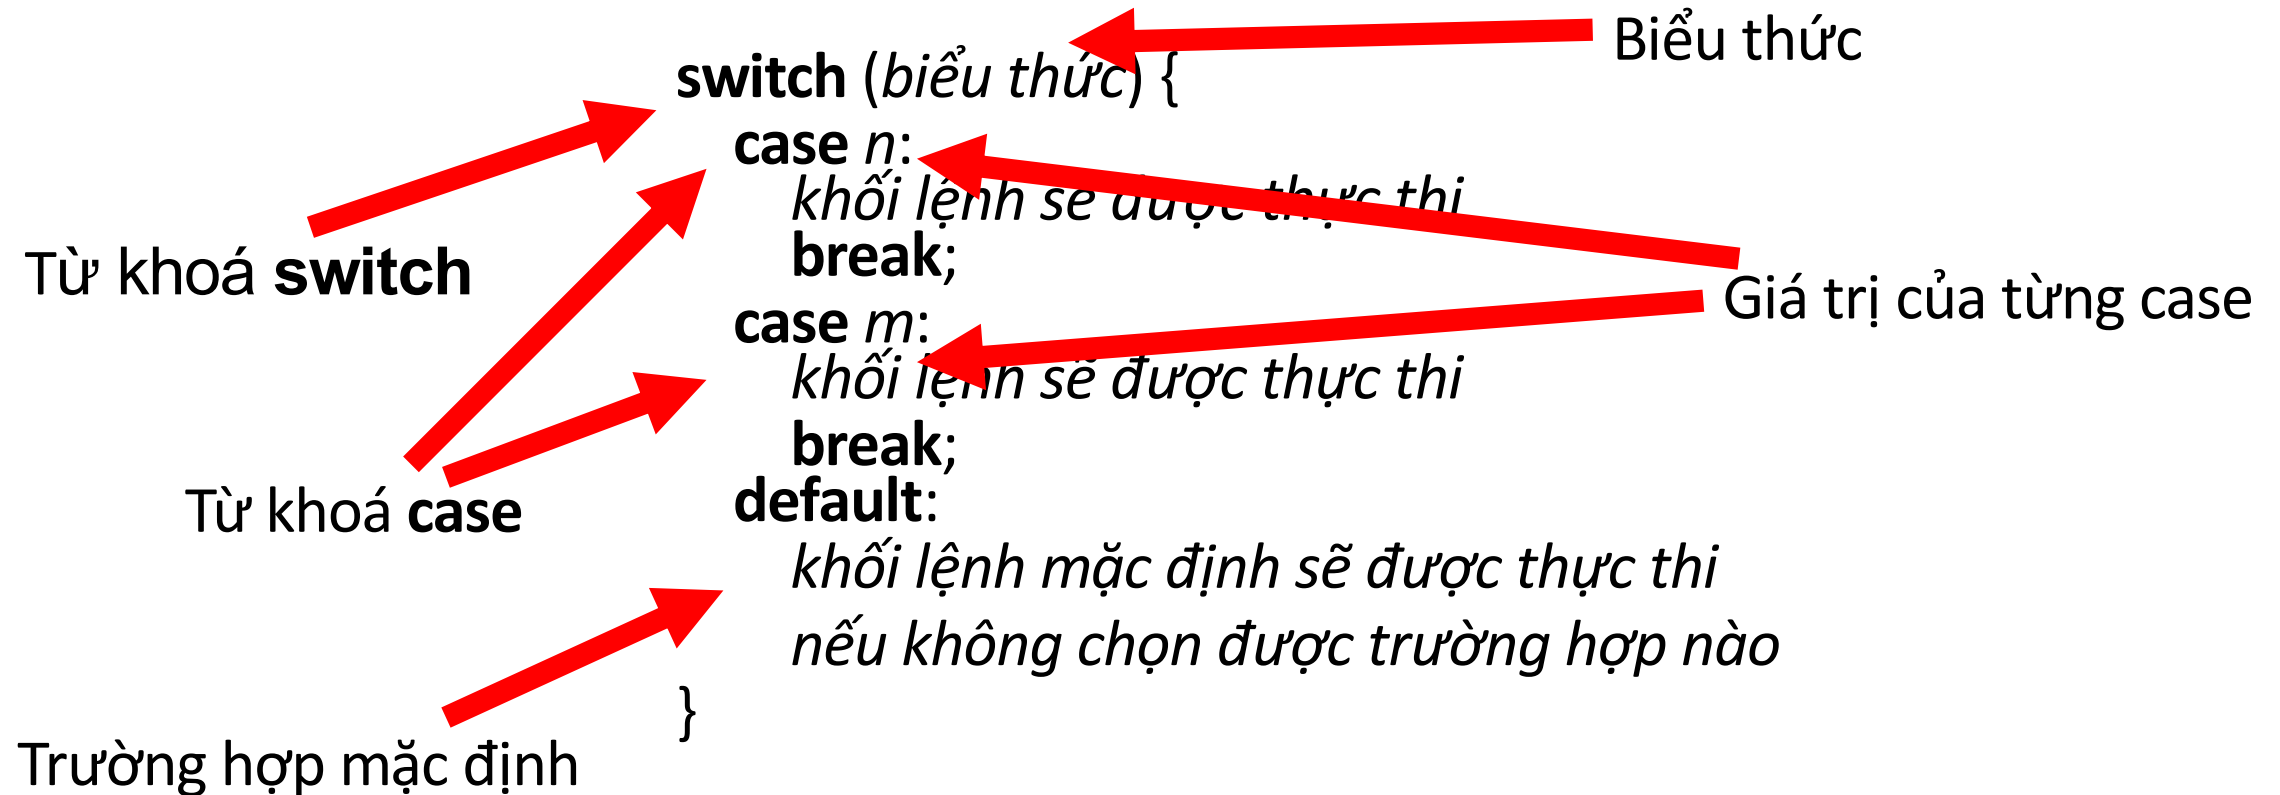 Biểu thức
switch (biểu thức) {
case n:
khối lệnh sẽ được thực thi
break;
Từ khoá switch
Giá trị của từng case
case m:
khối lệnh sẽ được thực thi
break;
Từ khoá case
default:
khối lệnh mặc định sẽ được thực thi
nếu không chọn được trường hợp nào
}
Trường hợp mặc định